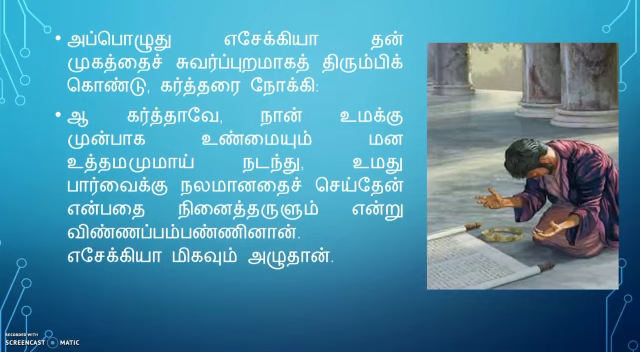 • அப்பொழுது எசேக்கியா தன்
முகத்தைச் சுவர்ப்புறமாகத் திரும்பிக்
கொண்டு, கர்த்தரை நோக்கி:
• ஆ கர்த்தாவே, நான் உமக்கு
முன்பாக உண்மையும் மன
உத்தமமுமாய் நடந்து, உமது
பார்வைக்கு நலமானதைச் செய்தேன்
என்பதை நினைத்தருளும் என்று
விண்ணப்பம்பண்ணினான்.
எசேக்கியா மிகவும் அழுதான்.
RECORDED WITH
SCREENCAST MATIC